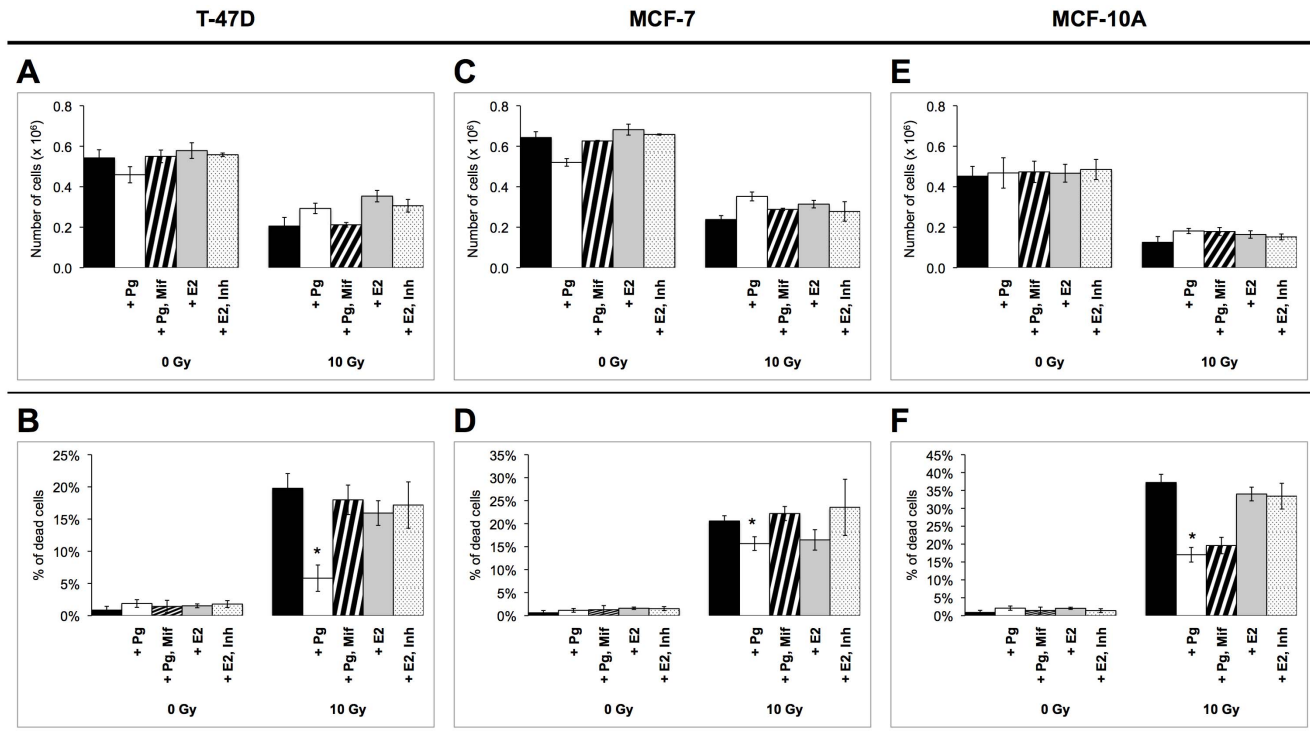 T-47D MCF-7 MCF-10A
A
Number of cells (x 10⁶)
0.8
0.6
0.4
0.2
0.0
+ Pg
+ Pg, Mif
+ E2
+ E2, Inh
+ Pg
+ Pg, Mif
+ E2
+ E2, Inh
0 Gy 10 Gy
C
Number of cells (x 10⁶)
0.8
0.6
0.4
0.2
0.0
+ Pg
+ Pg, Mif
+ E2
+ E2, Inh
+ Pg
+ Pg, Mif
+ E2
+ E2, Inh
0 Gy 10 Gy
E
Number of cells (x 10⁶)
0.8
0.6
0.4
0.2
0.0
+ Pg
+ Pg, Mif
+ E2
+ E2, Inh
+ Pg
+ Pg, Mif
+ E2
+ E2, Inh
0 Gy 10 Gy
B
% of dead cells
25%
20%
15%
10%
5%
0%
*
+ Pg
+ Pg, Mif
+ E2
+ E2, Inh
+ Pg
+ Pg, Mif
+ E2
+ E2, Inh
0 Gy 10 Gy
D
% of dead cells
35%
30%
25%
20%
15%
10%
5%
0%
*
+ Pg
+ Pg, Mif
+ E2
+ E2, Inh
+ Pg
+ Pg, Mif
+ E2
+ E2, Inh
0 Gy 10 Gy
F
% of dead cells
45%
40%
35%
30%
25%
20%
15%
10%
5%
0%
*
+ Pg
+ Pg, Mif
+ E2
+ E2, Inh
+ Pg
+ Pg, Mif
+ E2
+ E2, Inh
0 Gy 10 Gy